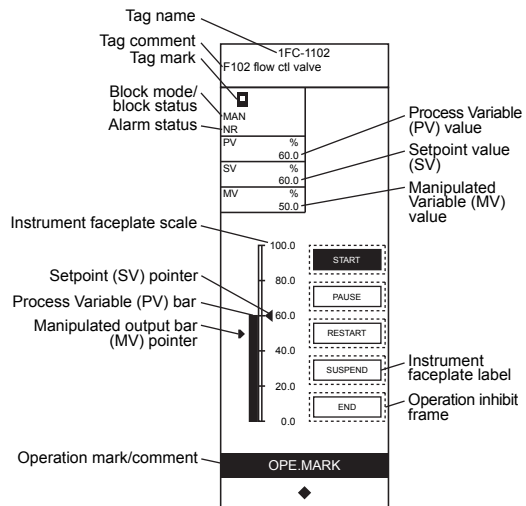 Tag name
1FC-1102
Tag comment
F102 flow ctl valve
Tag mark
Block mode/
block status
MAN
Alarm status
NR
PV %
60.0
Process Variable
(PV) value
SV %
60.0
Setpoint value
(SV)
MV %
50.0
Manipulated
Variable (MV)
value
Instrument faceplate scale
100.0
START
Setpoint (SV) pointer
80.0
PAUSE
Process Variable (PV) bar
60.0
Manipulated output bar
(MV) pointer
RESTART
40.0
SUSPEND
Instrument
faceplate label
20.0
END
Operation inhibit
frame
0.0
Operation mark/comment
OPE.MARK